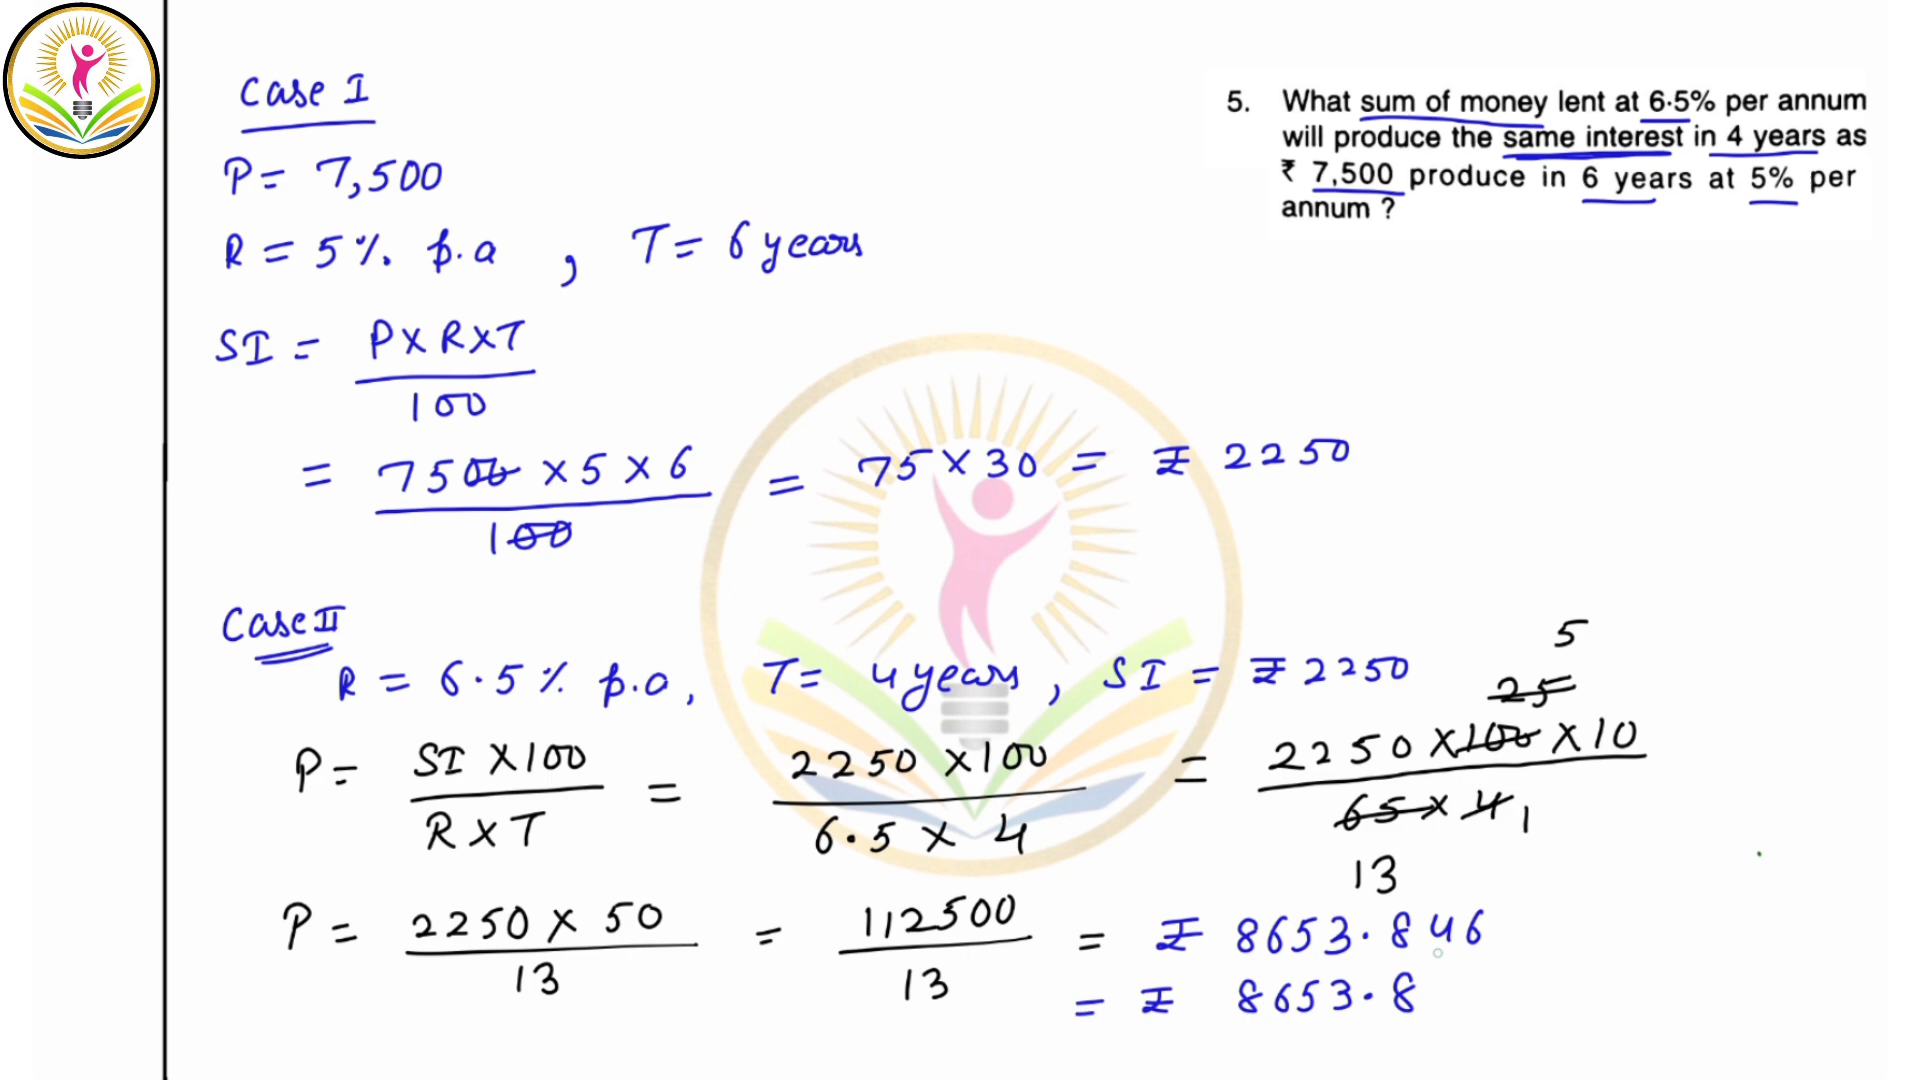 Case I
P = 7,500
R = 5% p.a , T = 6 years
SI = P×R×T
100
= 7500 ×5×6 = 75×30 = ₹ 2250
100
5. What sum of money lent at 6·5% per annum
will produce the same interest in 4 years as
₹ 7,500 produce in 6 years at 5% per
annum ?
Case II
R = 6.5% p.a, T= 4 years, SI = ₹ 2250
5
25
P = SI ×100 = 2250 ×100 = 2250 ×100 ×10
R×T 6.5 × 4 65× 4 1
13
P = 2250× 50 = 112500 = ₹ 8653.846
13 13
= ₹ 8653.8